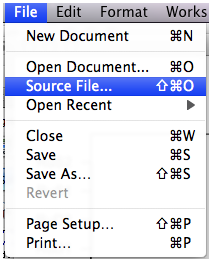 File Edit Format Works
New Document ⌘N
Open Document... ⌘O
Source File... ⇧⌘O
Open Recent ▶
Close ⌘W
Save ⌘S
Save As... ⇧⌘S
Revert
Page Setup... ⇧⌘P
Print... ⌘P